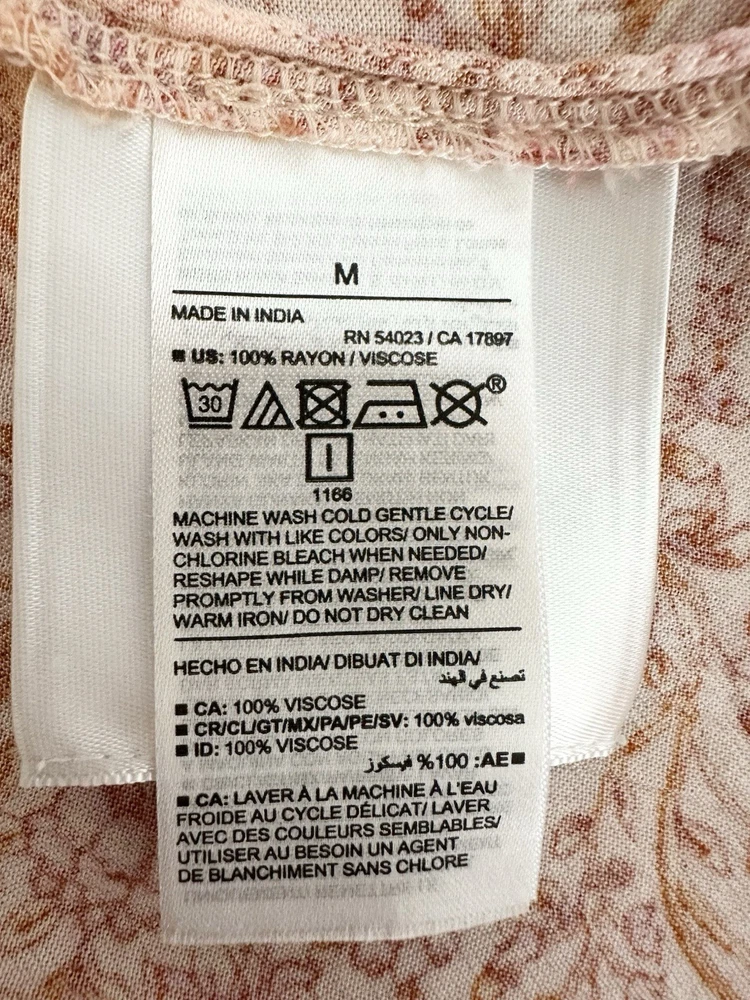 M
MADE IN INDIA
RN 54023 / CA 17897
■ US: 100% RAYON / VISCOSE
30
®
1166
MACHINE WASH COLD GENTLE CYCLE/
WASH WITH LIKE COLORS/ ONLY NON-
CHLORINE BLEACH WHEN NEEDED/
RESHAPE WHILE DAMP/ REMOVE
PROMPTLY FROM WASHER/ LINE DRY/
WARM IRON/ DO NOT DRY CLEAN
HECHO EN INDIA/ DIBUAT DI INDIA/
تصنع في الهند
■ CA: 100% VISCOSE
■ CR/CL/GT/MX/PA/PE/SV: 100% viscosa
■ ID: 100% VISCOSE
■AE: 100% فيسكوز
■ CA: LAVER À LA MACHINE À L'EAU
FROIDE AU CYCLE DÉLICAT/ LAVER
AVEC DES COULEURS SEMBLABLES/
UTILISER AU BESOIN UN AGENT
DE BLANCHIMENT SANS CHLORE